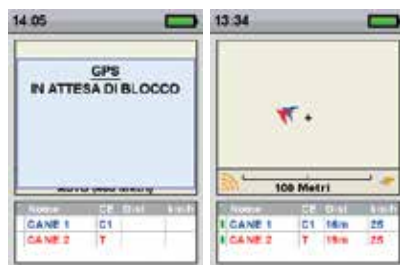 14:05
GPS
IN ATTESA DI BLOCCO
Nome CE Dist km/h
CANE 1 C1
CANE 2 T
13:34
100 Metri
Nome CE Dist km/h
CANE 1 C1 16m 25
CANE 2 T 15m 25